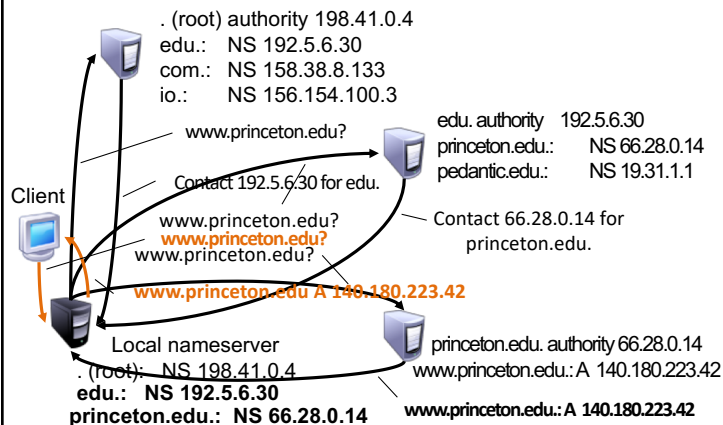 . (root) authority 198.41.0.4
edu.: NS 192.5.6.30
com.: NS 158.38.8.133
io.: NS 156.154.100.3
www.princeton.edu?
Contact 192.5.6.30 for edu.
edu. authority 192.5.6.30
princeton.edu.: NS 66.28.0.14
pedantic.edu.: NS 19.31.1.1
Client
www.princeton.edu?
www.princeton.edu?
www.princeton.edu?
Contact 66.28.0.14 for
princeton.edu.
www.princeton.edu A 140.180.223.42
Local nameserver
. (root): NS 198.41.0.4
edu.: NS 192.5.6.30
princeton.edu.: NS 66.28.0.14
princeton.edu. authority 66.28.0.14
www.princeton.edu.: A 140.180.223.42
www.princeton.edu.: A 140.180.223.42